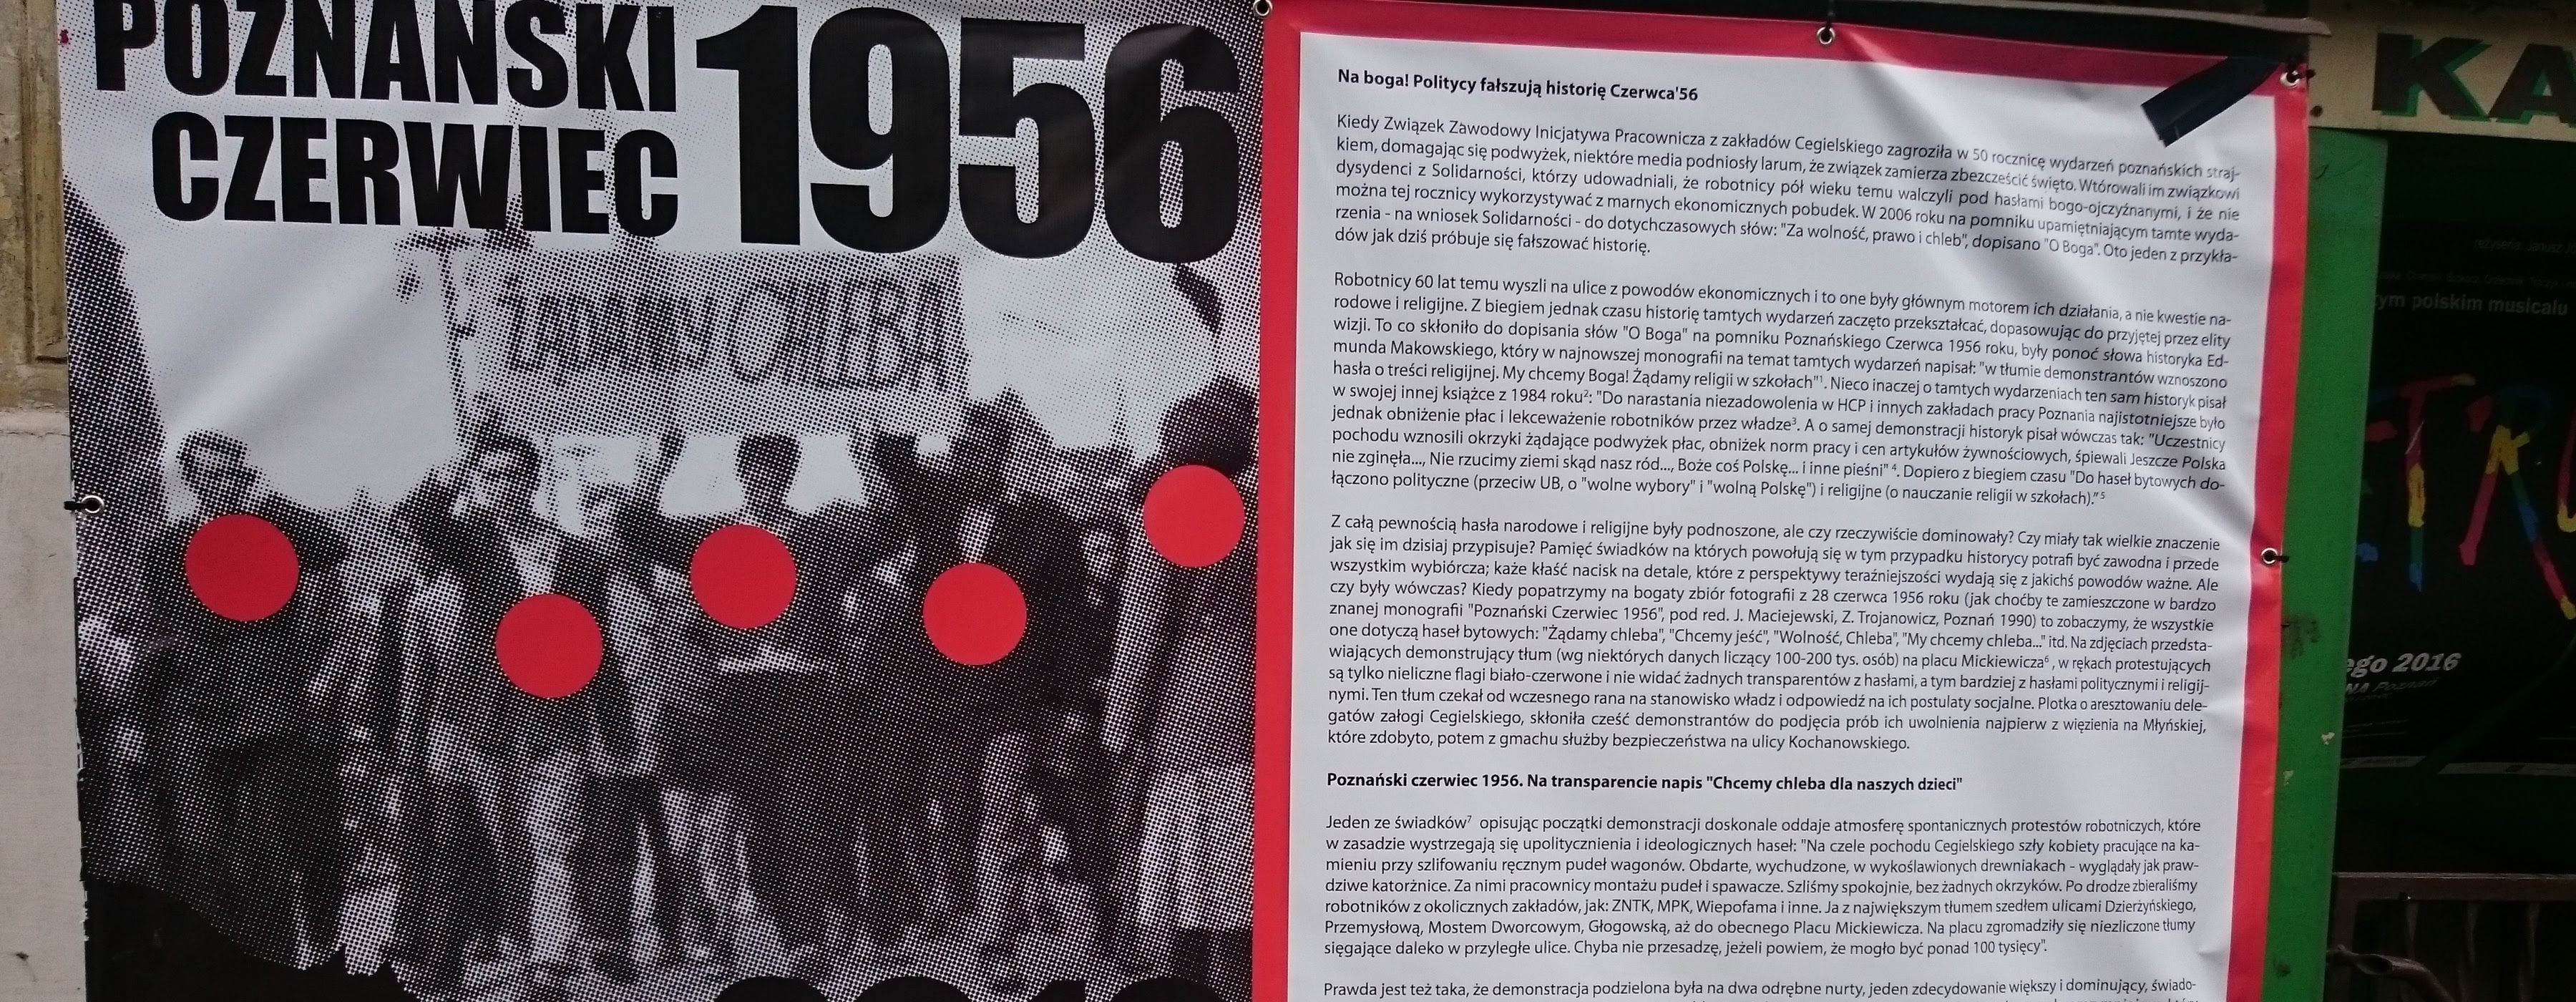 POZNAŃSKI
CZERWIEC
1956
ŻĄDAMY CHLEBA
Na boga! Politycy fałszują historię Czerwca'56
Kiedy Związek Zawodowy Inicjatywa Pracownicza z zakładów Cegielskiego zagroziła w 50 rocznicę wydarzeń poznańskich straj-
kiem, domagając się podwyżek, niektóre media podniosły larum, że związek zamierza zbezcześcić święto. Wtórowali im związkowi
dysydenci z Solidarności, którzy udowadniali, że robotnicy pół wieku temu walczyli pod hasłami bogo-ojczyźnanymi, i że nie
można tej rocznicy wykorzystywać z marnych ekonomicznych pobudek. W 2006 roku na pomniku upamiętniającym tamte wyda-
rzenia - na wniosek Solidarności - do dotychczasowych słów: "Za wolność, prawo i chleb", dopisano "O Boga". Oto jeden z przykła-
dów jak dziś próbuje się fałszować historię.
Robotnicy 60 lat temu wyszli na ulice z powodów ekonomicznych i to one były głównym motorem ich działania, a nie kwestie na-
rodowe i religijne. Z biegiem jednak czasu historię tamtych wydarzeń zaczęto przekształcać, dopasowując do przyjętej przez elity
wizji. To co skłoniło do dopisania słów "O Boga" na pomniku Poznańskiego Czerwca 1956 roku, były ponoć słowa historyka Ed-
munda Makowskiego, który w najnowszej monografii na temat tamtych wydarzeń napisał: "w tłumie demonstrantów wznoszono
hasła o treści religijnej. My chcemy Boga! Żądamy religii w szkołach"¹. Nieco inaczej o tamtych wydarzeniach ten sam historyk pisał
w swojej innej książce z 1984 roku²: "Do narastania niezadowolenia w HCP i innych zakładach pracy Poznania najistotniejsze było
jednak obniżenie płac i lekceważenie robotników przez władze³. A o samej demonstracji historyk pisał wówczas tak: "Uczestnicy
pochodu wznosili okrzyki żądające podwyżek płac, obniżek norm pracy i cen artykułów żywnościowych, śpiewali Jeszcze Polska
nie zginęła..., Nie rzucimy ziemi skąd nasz ród..., Boże coś Polskę... i inne pieśni" ⁴. Dopiero z biegiem czasu "Do haseł bytowych do-
łączono polityczne (przeciw UB, o "wolne wybory" i "wolną Polskę") i religijne (o nauczanie religii w szkołach)."⁵
Z całą pewnością hasła narodowe i religijne były podnoszone, ale czy rzeczywiście dominowały? Czy miały tak wielkie znaczenie
jak się im dzisiaj przypisuje? Pamięć świadków na których powołują się w tym przypadku historycy potrafi być zawodna i przede
wszystkim wybiórcza; każe kłaść nacisk na detale, które z perspektywy teraźniejszości wydają się z jakichś powodów ważne. Ale
czy były wówczas? Kiedy popatrzymy na bogaty zbiór fotografii z 28 czerwca 1956 roku (jak choćby te zamieszczone w bardzo
znanej monografii "Poznański Czerwiec 1956", pod red. J. Maciejewski, Z. Trojanowicz, Poznań 1990) to zobaczymy, że wszystkie
one dotyczą haseł bytowych: "Żądamy chleba", "Chcemy jeść", "Wolność, Chleba", "My chcemy chleba..." itd. Na zdjęciach przedsta-
wiających demonstrujący tłum (wg niektórych danych liczący 100-200 tys. osób) na placu Mickiewicza⁶ , w rękach protestujących
są tylko nieliczne flagi biało-czerwone i nie widać żadnych transparentów z hasłami, a tym bardziej z hasłami politycznymi i religij-
nymi. Ten tłum czekał od wczesnego rana na stanowisko władz i odpowiedź na ich postulaty socjalne. Plotka o aresztowaniu dele-
gatów załogi Cegielskiego, skłoniła cześć demonstrantów do podjęcia prób ich uwolnienia najpierw z więzienia na Młyńskiej,
które zdobyto, potem z gmachu służby bezpieczeństwa na ulicy Kochanowskiego.
Poznański czerwiec 1956. Na transparencie napis "Chcemy chleba dla naszych dzieci"
Jeden ze świadków⁷ opisując początki demonstracji doskonale oddaje atmosferę spontanicznych protestów robotniczych, które
w zasadzie wystrzegają się upolitycznienia i ideologicznych haseł: "Na czele pochodu Cegielskiego szły kobiety pracujące na ka-
mieniu przy szlifowaniu ręcznym pudeł wagonów. Obdarte, wychudzone, w wykoślawionych drewniakach - wyglądały jak praw-
dziwe katorżnice. Za nimi pracownicy montażu pudeł i spawacze. Szliśmy spokojnie, bez żadnych okrzyków. Po drodze zbieraliśmy
robotników z okolicznych zakładów, jak: ZNTK, MPK, Wiepofama i inne. Ja z największym tłumem szedłem ulicami Dzierżyńskiego,
Przemysłową, Mostem Dworcowym, Głogowską, aż do obecnego Placu Mickiewicza. Na placu zgromadziły się niezliczone tłumy
sięgające daleko w przyległe ulice. Chyba nie przesadzę, jeżeli powiem, że mogło być ponad 100 tysięcy".
Prawda jest też taka, że demonstracja podzielona była na dwa odrębne nurty, jeden zdecydowanie większy i dominujący, świado-
KA
ym polskim musicalu
ego 2016
NA Poznań